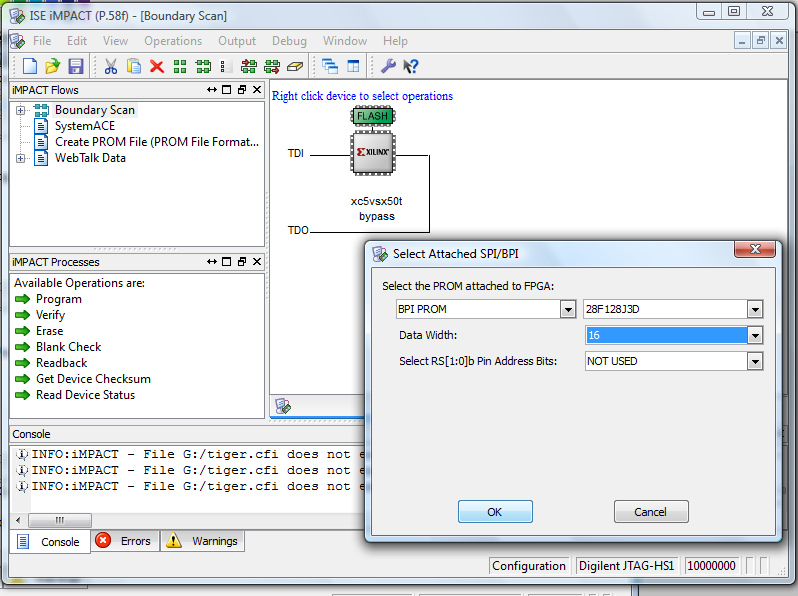 ISE iMPACT (P.58f) - [Boundary Scan]
File Edit View Operations Output Debug Window Help
iMPACT Flows
Boundary Scan
SystemACE
Create PROM File (PROM File Format...
WebTalk Data
Right click device to select operations
FLASH
TDI
XILINX
xc5vsx50t
bypass
TDO
iMPACT Processes
Available Operations are:
Program
Verify
Erase
Blank Check
Readback
Get Device Checksum
Read Device Status
Select Attached SPI/BPI
Select the PROM attached to FPGA:
BPI PROM 28F128J3D
Data Width: 16
Select RS[1:0]b Pin Address Bits: NOT USED
OK Cancel
Console
INFO:iMPACT - File G:/tiger.cfi does not e
INFO:iMPACT - File G:/tiger.cfi does not e
INFO:iMPACT - File G:/tiger.cfi does not e
Console Errors Warnings
Configuration Digilent JTAG-HS1 10000000